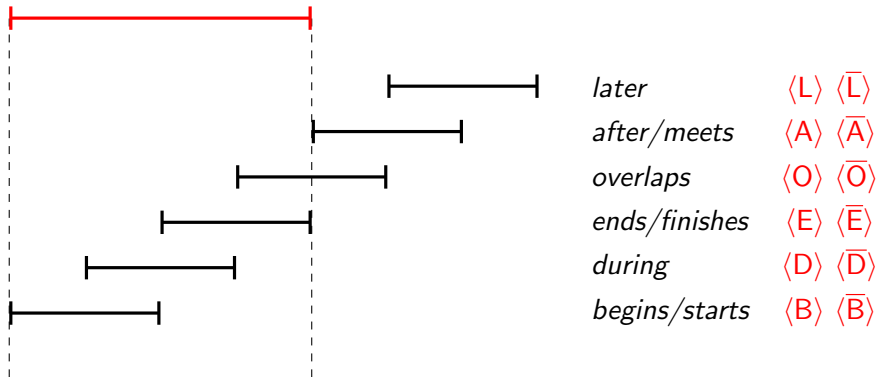 later ⟨L⟩ ⟨L̅⟩
after/meets ⟨A⟩ ⟨A̅⟩
overlaps ⟨O⟩ ⟨O̅⟩
ends/finishes ⟨E⟩ ⟨E̅⟩
during ⟨D⟩ ⟨D̅⟩
begins/starts ⟨B⟩ ⟨B̅⟩